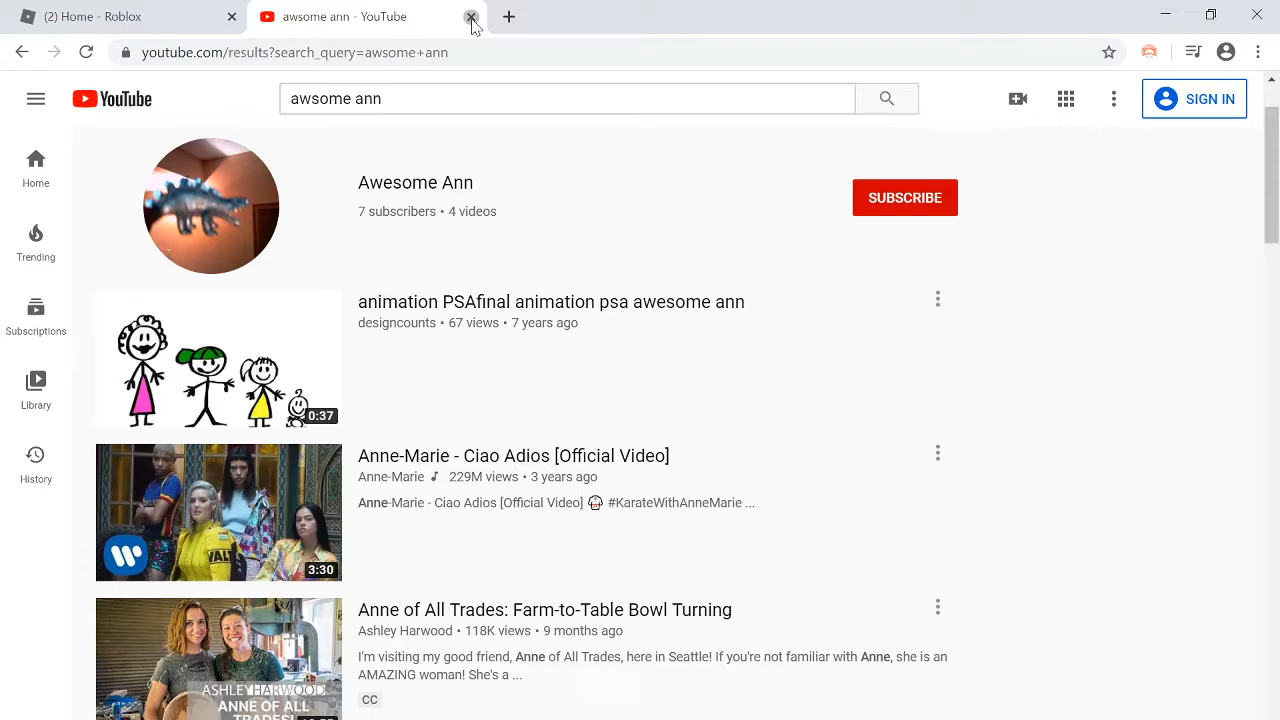 (2) Home - Roblox
awsome ann - YouTube
youtube.com/results?search_query=awsome+ann
YouTube
awsome ann
SIGN IN
Home
Trending
Subscriptions
Library
History
Awesome Ann
7 subscribers • 4 videos
SUBSCRIBE
animation PSAfinal animation psa awesome ann
designcounts • 67 views • 7 years ago
0:37
Anne-Marie - Ciao Adios [Official Video]
Anne-Marie 229M views • 3 years ago
Anne-Marie - Ciao Adios [Official Video] #KarateWithAnneMarie ...
VALT
3:30
Anne of All Trades: Farm-to-Table Bowl Turning
Ashley Harwood • 118K views • 9 months ago
I'm visiting my good friend, Anne of All Trades, here in Seattle! If you're not familiar with Anne, she is an
AMAZING woman! She's a ...
CC
ASHLEY HARWOOD
ANNE OF ALL
TRADES!